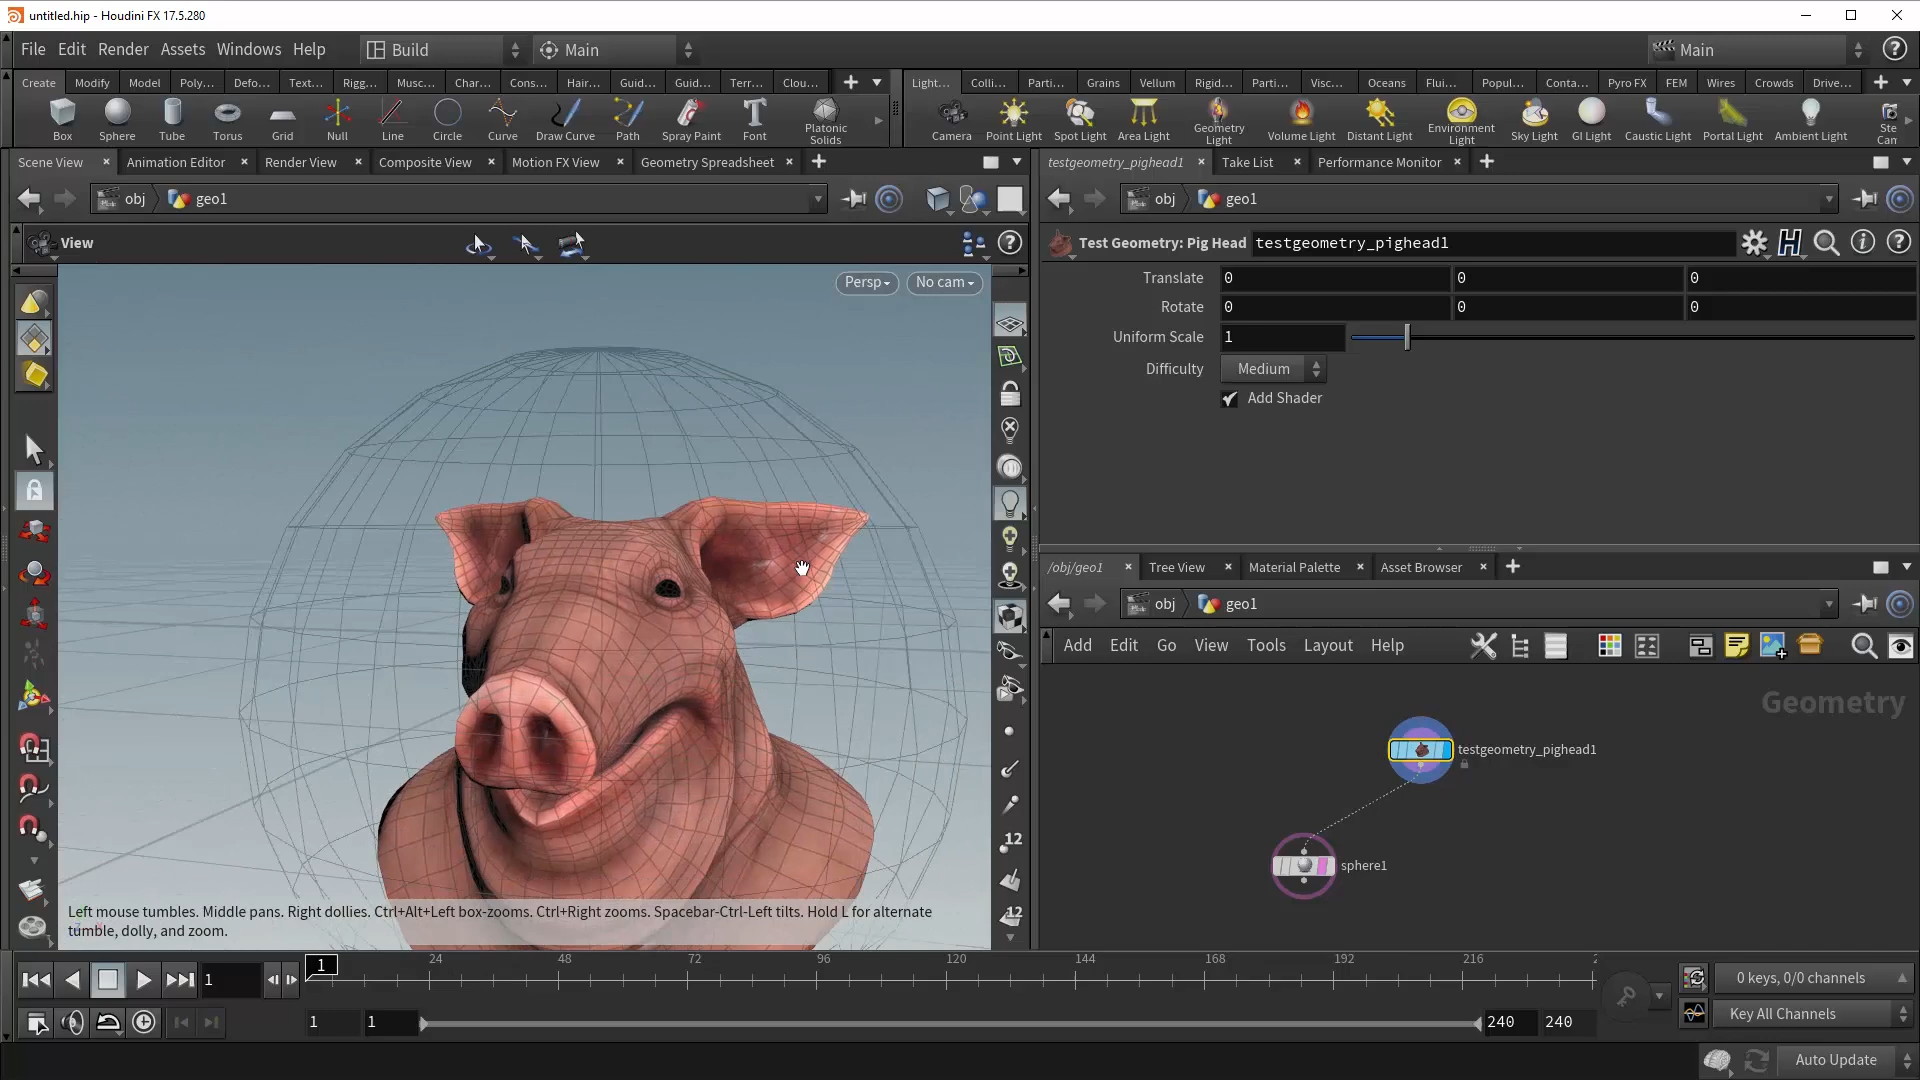 untitled.hip - Houdini FX 17.5.280
File Edit Render Assets Windows Help Build Main Main
Create Modify Model Poly... Defo... Text... Rigg... Musc... Char... Cons... Hair... Guid... Guid... Terr... Clou...
Light... Colli... Parti... Grains Vellum Rigid... Parti... Visc... Oceans Flui... Popul... Conta... Pyro FX FEM Wires Crowds Drive...
Box Sphere Tube Torus Grid Null Line Circle Curve Draw Curve Path Spray Paint Font Platonic Solids
Camera Point Light Spot Light Area Light Geometry Light Volume Light Distant Light Environment Light Sky Light GI Light Caustic Light Portal Light Ambient Light Ste Cam
Scene View Animation Editor Render View Composite View Motion FX View Geometry Spreadsheet
obj geo1
View
Persp No cam
12
12
Left mouse tumbles. Middle pans. Right dollies. Ctrl+Alt+Left box-zooms. Ctrl+Right zooms. Spacebar-Ctrl-Left tilts. Hold L for alternate
tumble, dolly, and zoom.
testgeometry_pighead1 Take List Performance Monitor
obj geo1
Test Geometry: Pig Head testgeometry_pighead1
Translate 0 0 0
Rotate 0 0 0
Uniform Scale 1
Difficulty Medium
Add Shader
/obj/geo1 Tree View Material Palette Asset Browser
obj geo1
Add Edit Go View Tools Layout Help
Geometry
testgeometry_pighead1
sphere1
1 1 24 48 72 96 120 144 168 192 216 2
0 keys, 0/0 channels
1 1 240 240
Key All Channels
Auto Update